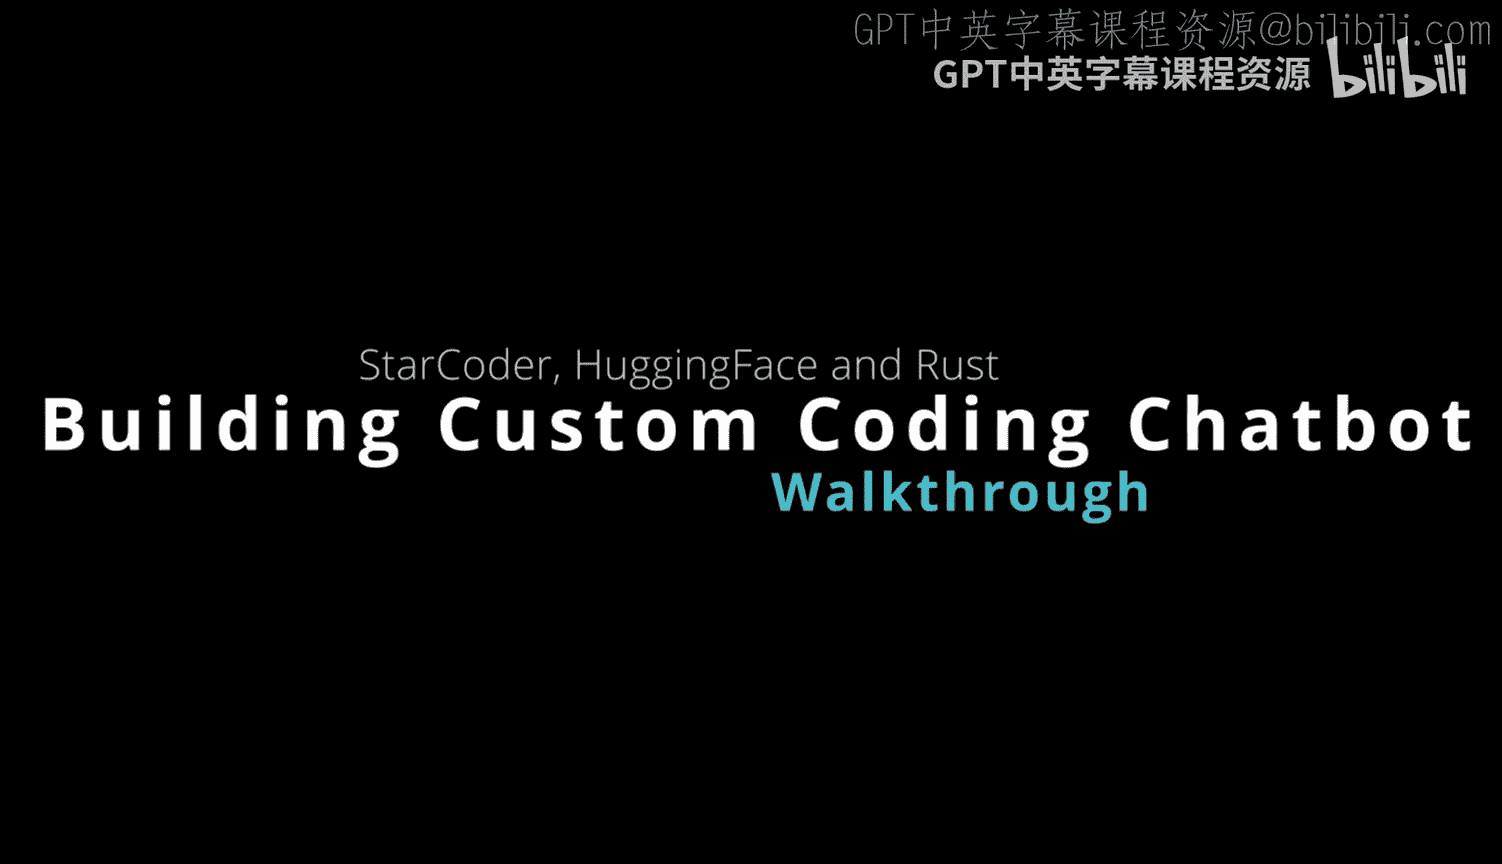 GPT中英字幕课程资源@bilibili.com
GPT中英字幕课程资源 bilibili
StarCoder, HuggingFace and Rust
Building Custom Coding Chatbot
Walkthrough